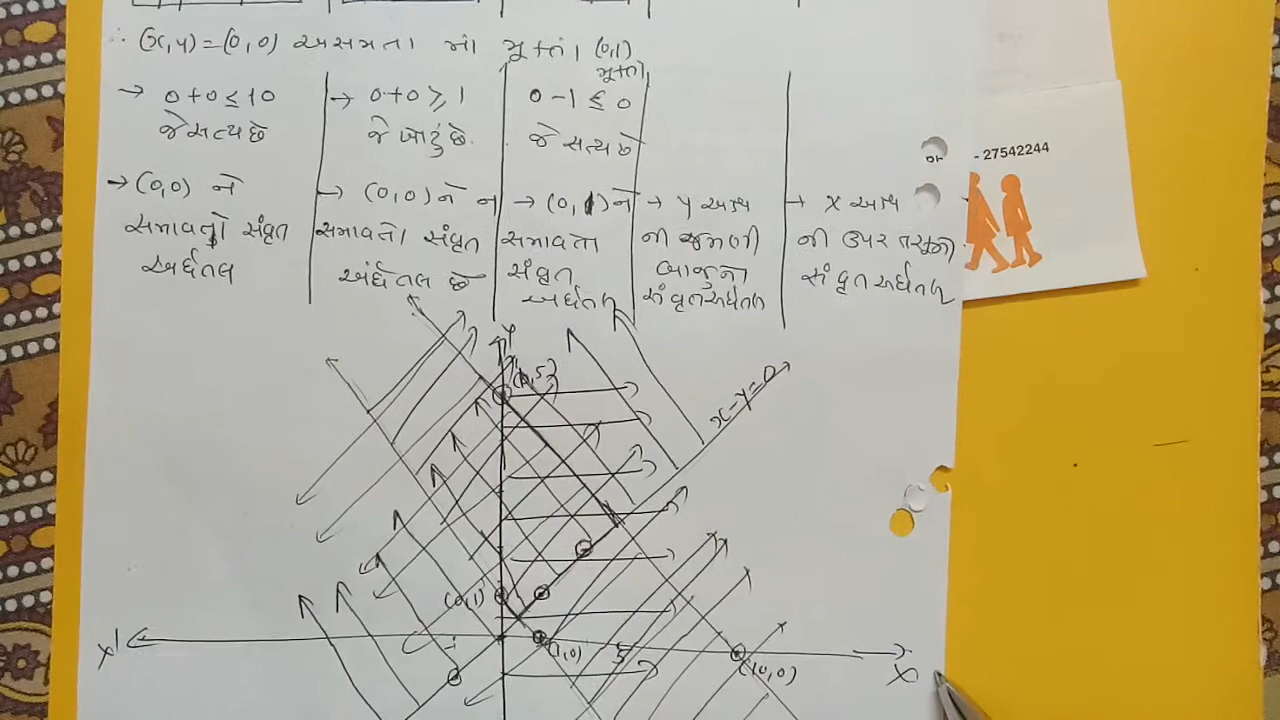 ∴ (x,y)=(0,0) અસમતા માં મૂકતાં (0,1)
મૂકતાં
→ 0+0≤10
જે સત્ય છે
→ 0+0≥1
જે ખોટું છે.
0-1≤0
જે સત્ય છે
→ (0,0) ને
સમાવતો સંવૃત
અર્ધતલ
→ (0,0) ને ન
સમાવતો સંવૃત
અર્ધતલ છે
→ (0,1) ને
સમાવતો
સંવૃત
અર્ધતલ
→ y અક્ષ
ની જમણી
બાજુનો
સંવૃત અર્ધતલ
→ x અક્ષ
ની ઉપર તરફનો
સંવૃત અર્ધતલ
- 27542244
Y
x-y=0
(0,1)
(1,0)
5
(10,0)
X'
X